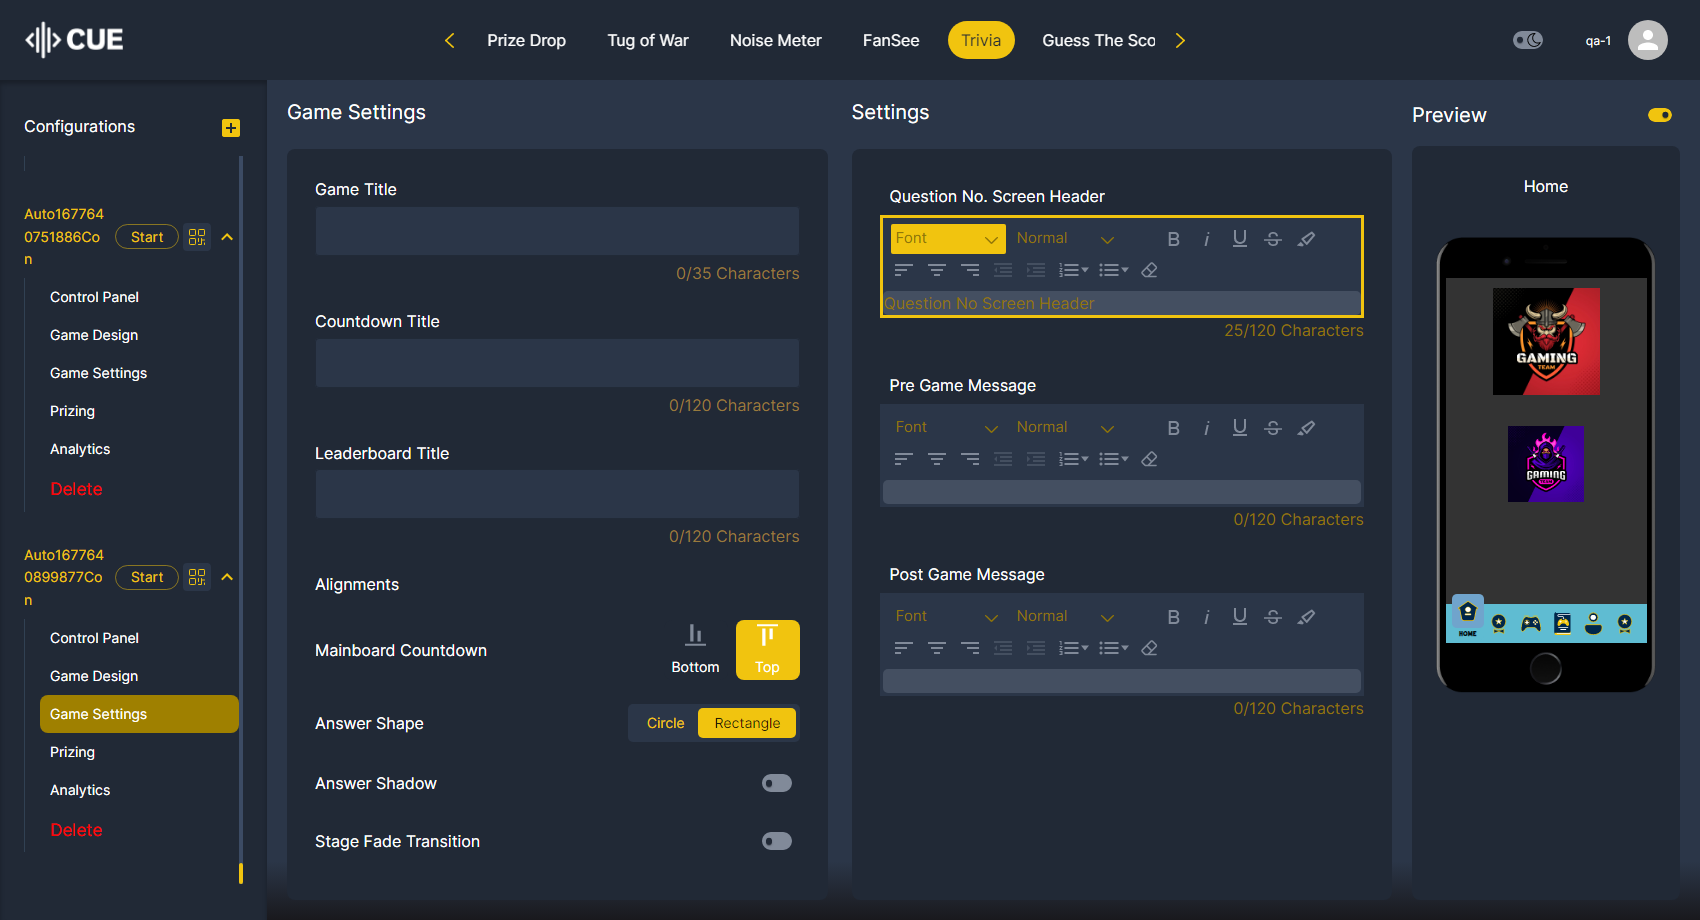 CUE
Prize Drop
Tug of War
Noise Meter
FanSee
Trivia
Guess The Sco
qa-1
Configurations
Auto167764
0751886Co
n
Start
Control Panel
Game Design
Game Settings
Prizing
Analytics
Delete
Auto167764
0899877Co
n
Start
Control Panel
Game Design
Game Settings
Prizing
Analytics
Delete
Game Settings
Game Title
0/35 Characters
Countdown Title
0/120 Characters
Leaderboard Title
0/120 Characters
Alignments
Mainboard Countdown
Bottom
Top
Answer Shape
Circle
Rectangle
Answer Shadow
Stage Fade Transition
Settings
Question No. Screen Header
Font
Normal
Question No Screen Header
25/120 Characters
Pre Game Message
Font
Normal
0/120 Characters
Post Game Message
Font
Normal
0/120 Characters
Preview
Home
GAMING
TEAM
GAMING
TEAM
HOME